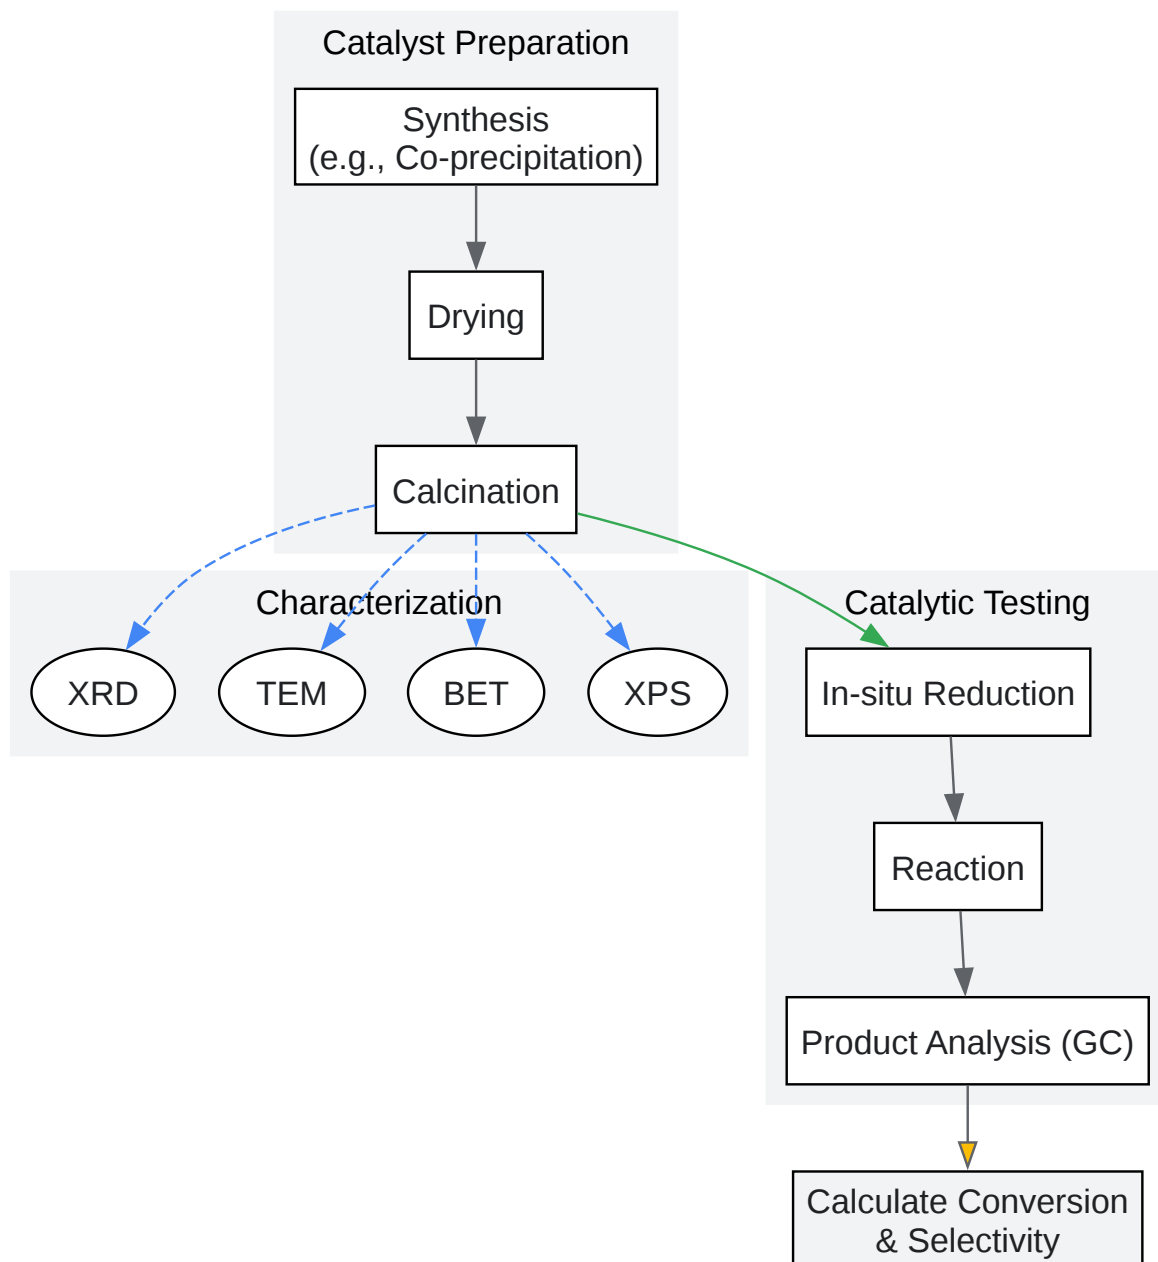 Catalyst Preparation
Synthesis
(e.g., Co-precipitation)
Drying
Calcination
Characterization
XRD
TEM
BET
XPS
Catalytic Testing
In-situ Reduction
Reaction
Product Analysis (GC)
Calculate Conversion
& Selectivity